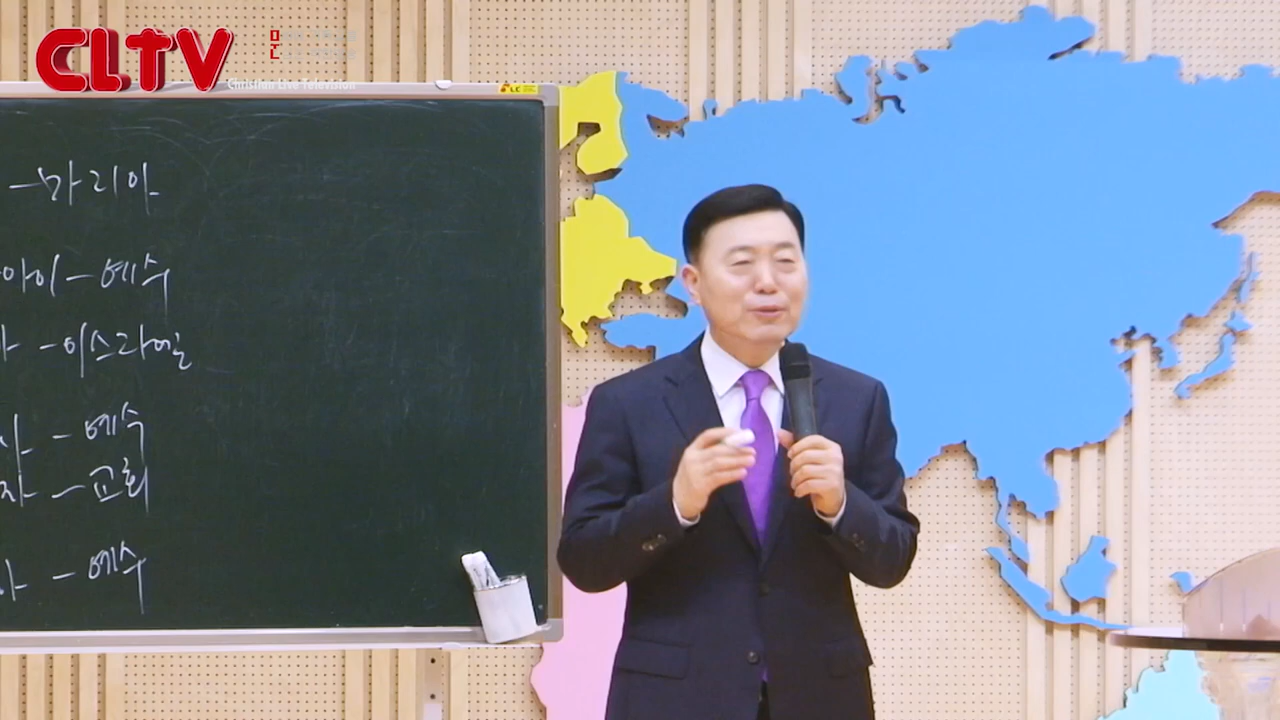 CLTV
Christian Live Television
LC
-마리아
아이 - 예수
-이스라엘
- 예수
자 - 교회
- 예수